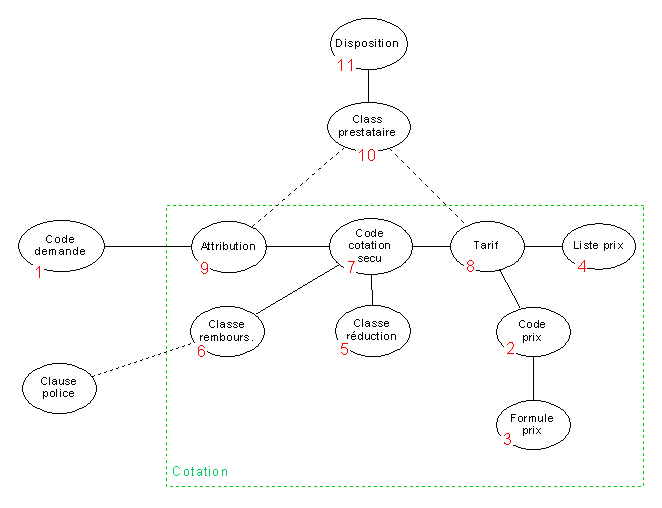 Disposition
11
Class
prestataire
10
Code
demande
1
Attribution
9
Code
cotation
secu
7
Tarif
8
Liste prix
4
Classe
rembours.
6
Classe
réduction
5
Code
prix
2
Clause
police
Formule
prix
3
Cotation